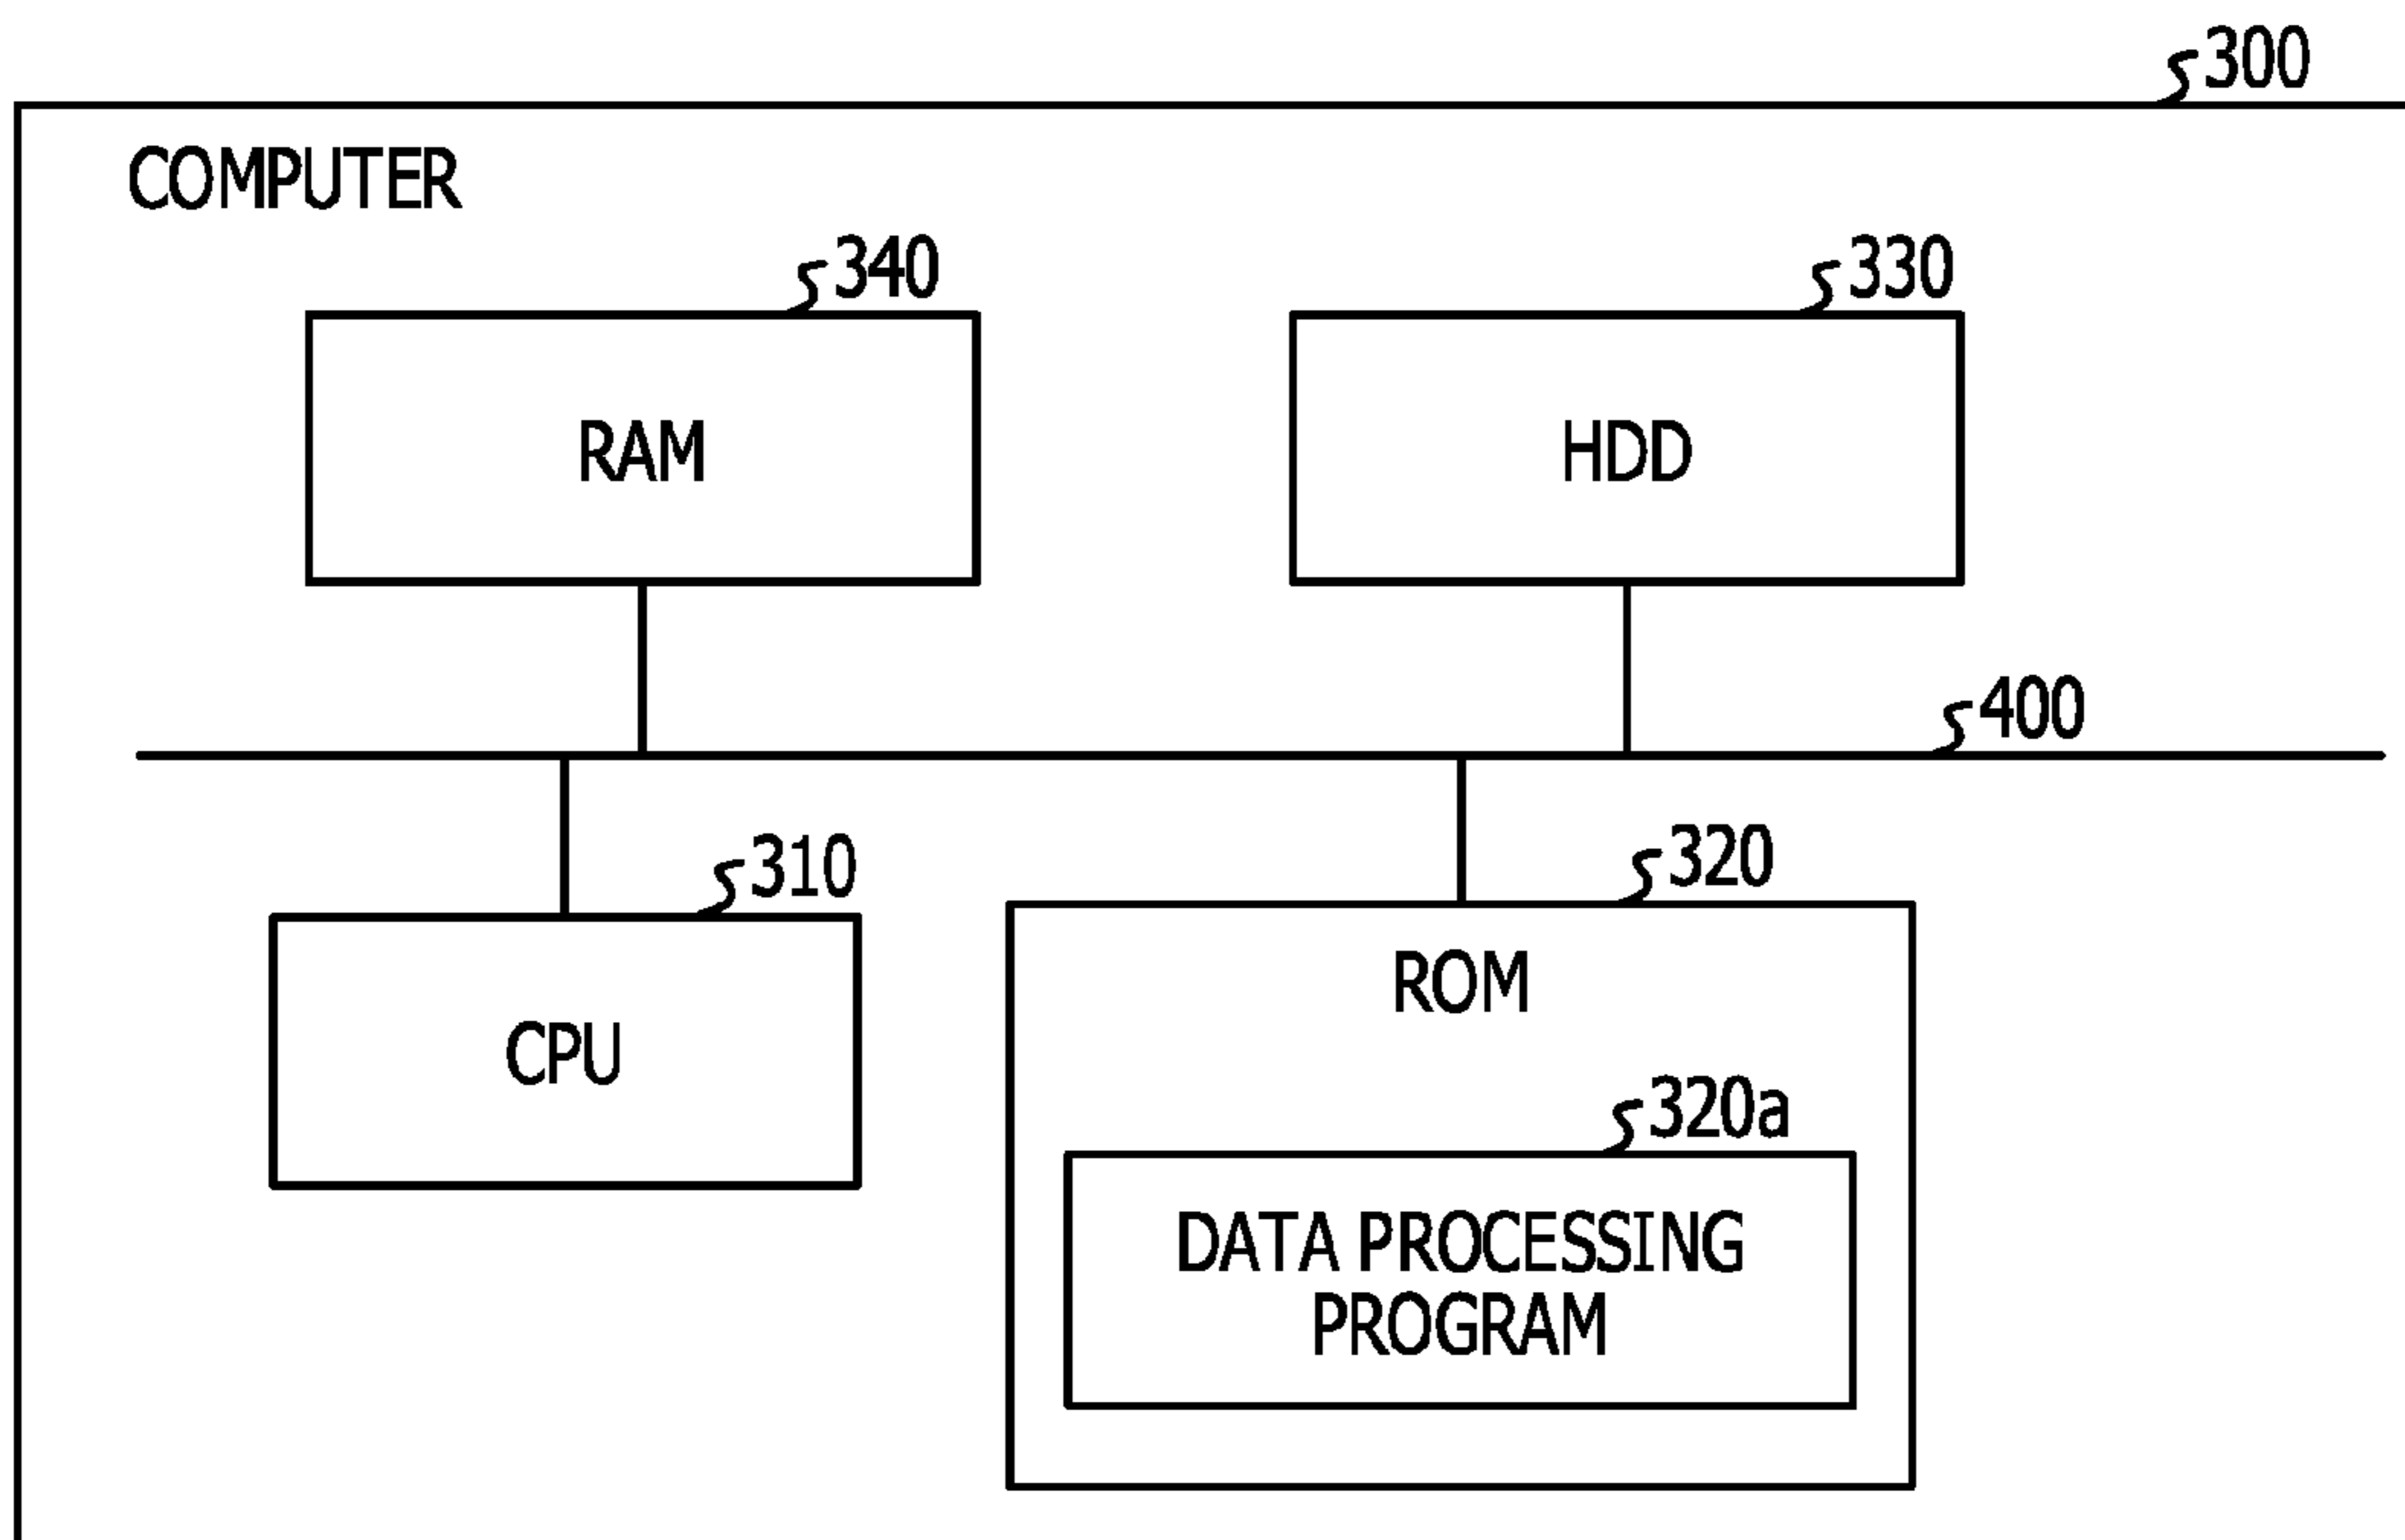 300
COMPUTER
340
330
RAM
HDD
400
310
320
CPU
ROM
320a
DATA PROCESSING
PROGRAM